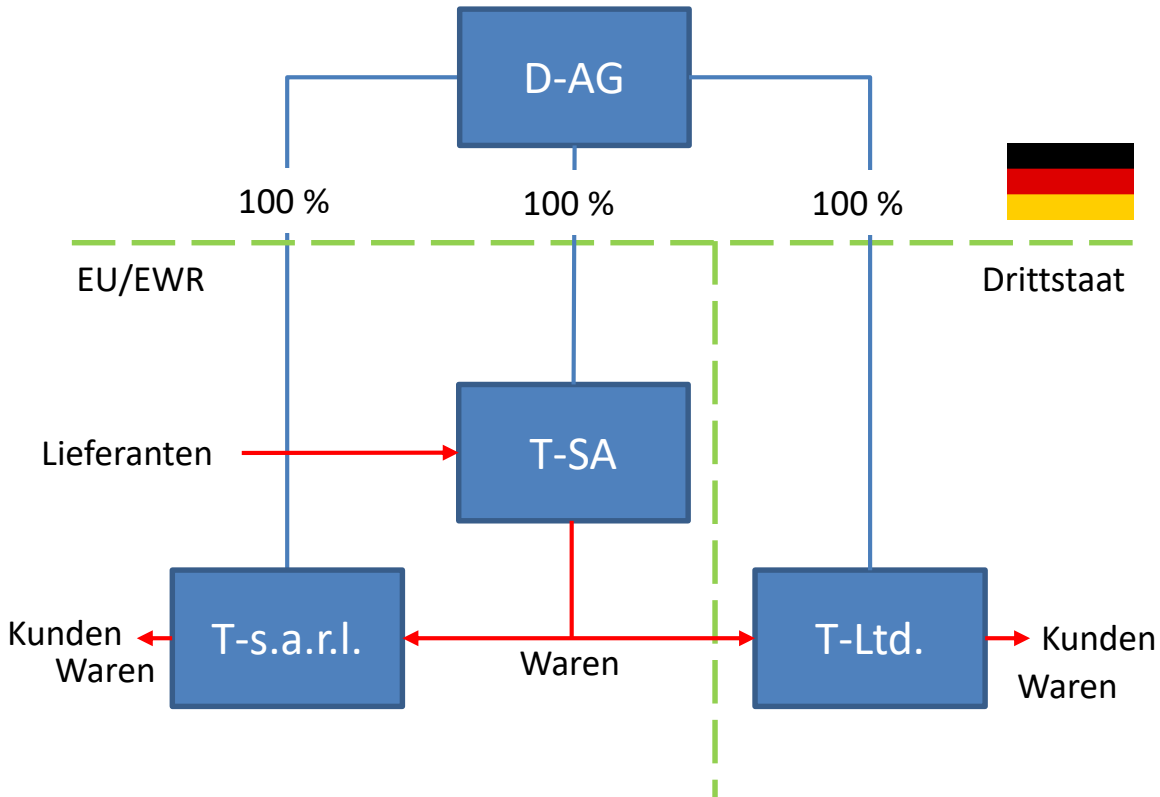 D-AG
100 %
100 %
100 %
EU/EWR
Drittstaat
Lieferanten
T-SA
Kunden
Waren
T-s.a.r.l.
Waren
T-Ltd.
Kunden
Waren